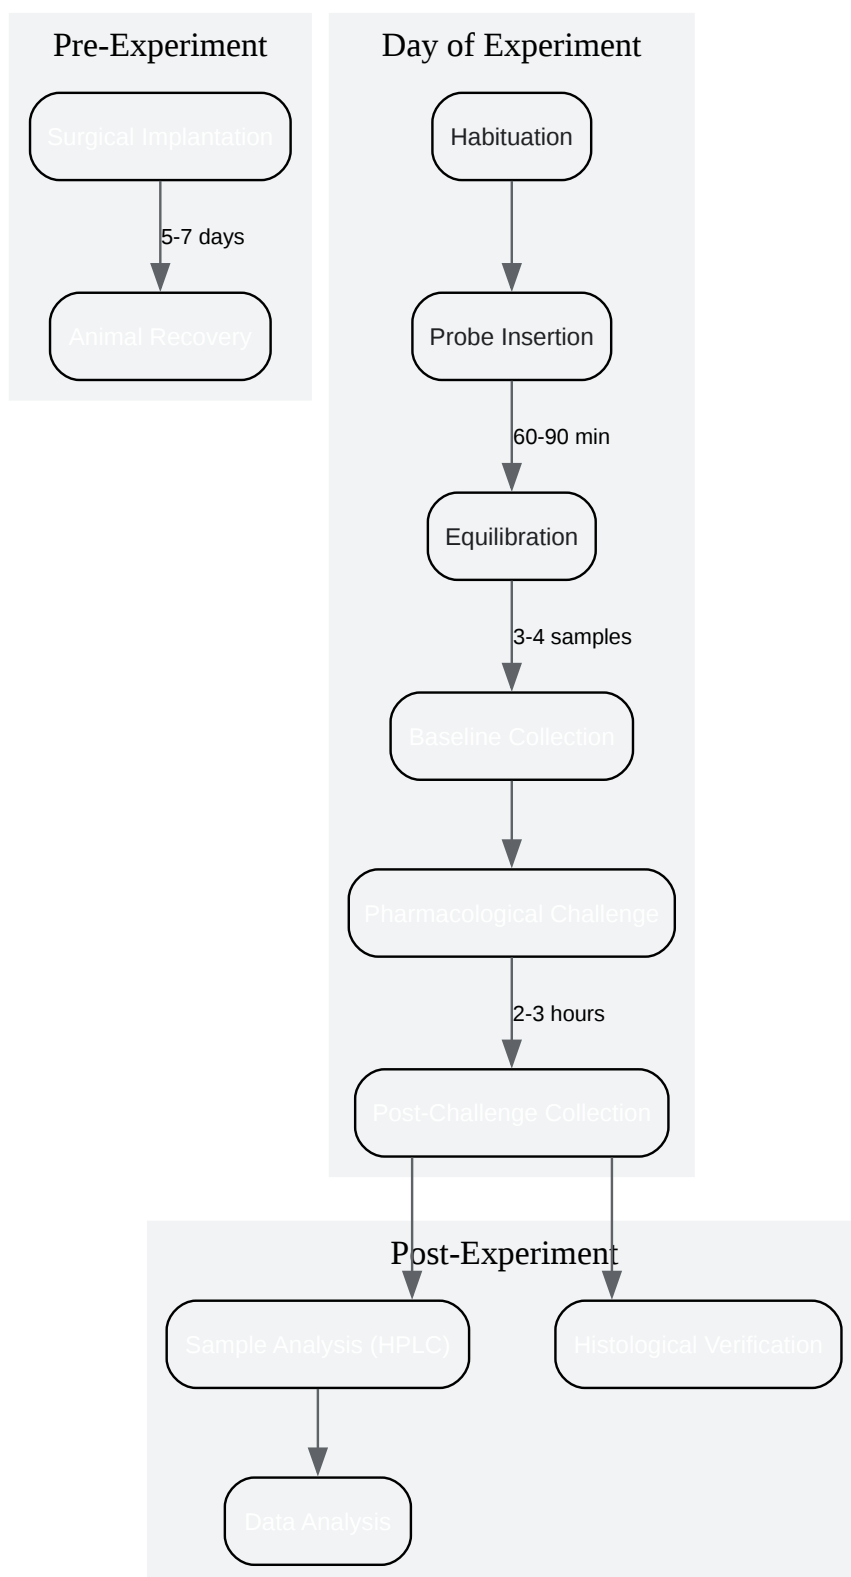 Pre-Experiment
Surgical Implantation
5-7 days
Animal Recovery
Day of Experiment
Habituation
Probe Insertion
60-90 min
Equilibration
3-4 samples
Baseline Collection
Pharmacological Challenge
2-3 hours
Post-Challenge Collection
Post-Experiment
Sample Analysis (HPLC)
Histological Verification
Data Analysis